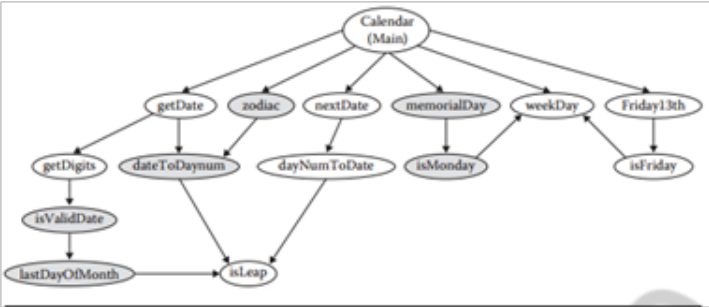 Calendar
(Main)
getDate
zodiac
nextDate
memorialDay
weekDay
Friday13th
getDigits
dateToDaynum
dayNumToDate
isMonday
isFriday
isValidDate
lastDayOfMonth
isLeap